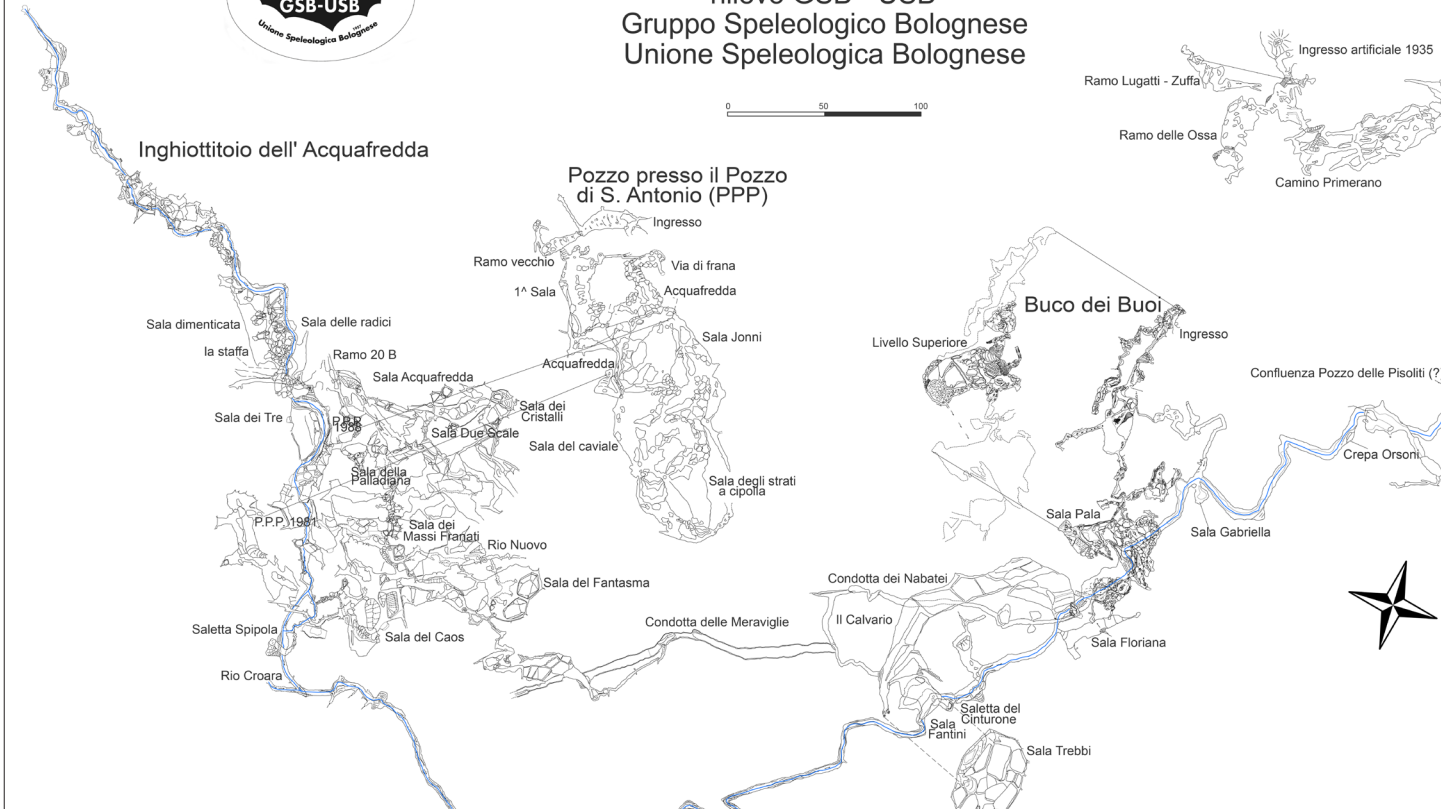 GSB-USB
Unione Speleologica Bolognese
1957
rilievo GSB - USB
Gruppo Speleologico Bolognese
Unione Speleologica Bolognese
0 50 100
Ingresso artificiale 1935
Ramo Lugatti - Zuffa
Ramo delle Ossa
Camino Primerano
Inghiottitoio dell' Acquafredda
Pozzo presso il Pozzo
di S. Antonio (PPP)
Ingresso
Ramo vecchio
Via di frana
1^ Sala
Acquafredda
Sala Jonni
Acquafredda
Sala del caviale
Sala degli strati
a cipolla
Sala dimenticata
Sala delle radici
la staffa
Ramo 20 B
Sala Acquafredda
Sala dei Tre
P.P.P.
1988
Sala dei
Cristalli
Sala Due Scale
Sala della
Palladiana
P.P.P. 1981
Sala dei
Massi Franati
Rio Nuovo
Sala del Fantasma
Saletta Spipola
Sala del Caos
Rio Croara
Condotta delle Meraviglie
Buco dei Buoi
Livello Superiore
Ingresso
Confluenza Pozzo delle Pisoliti (?)
Crepa Orsoni
Sala Pala
Sala Gabriella
Condotta dei Nabatei
Il Calvario
Sala Floriana
Saletta del
Cinturone
Sala
Fantini
Sala Trebbi